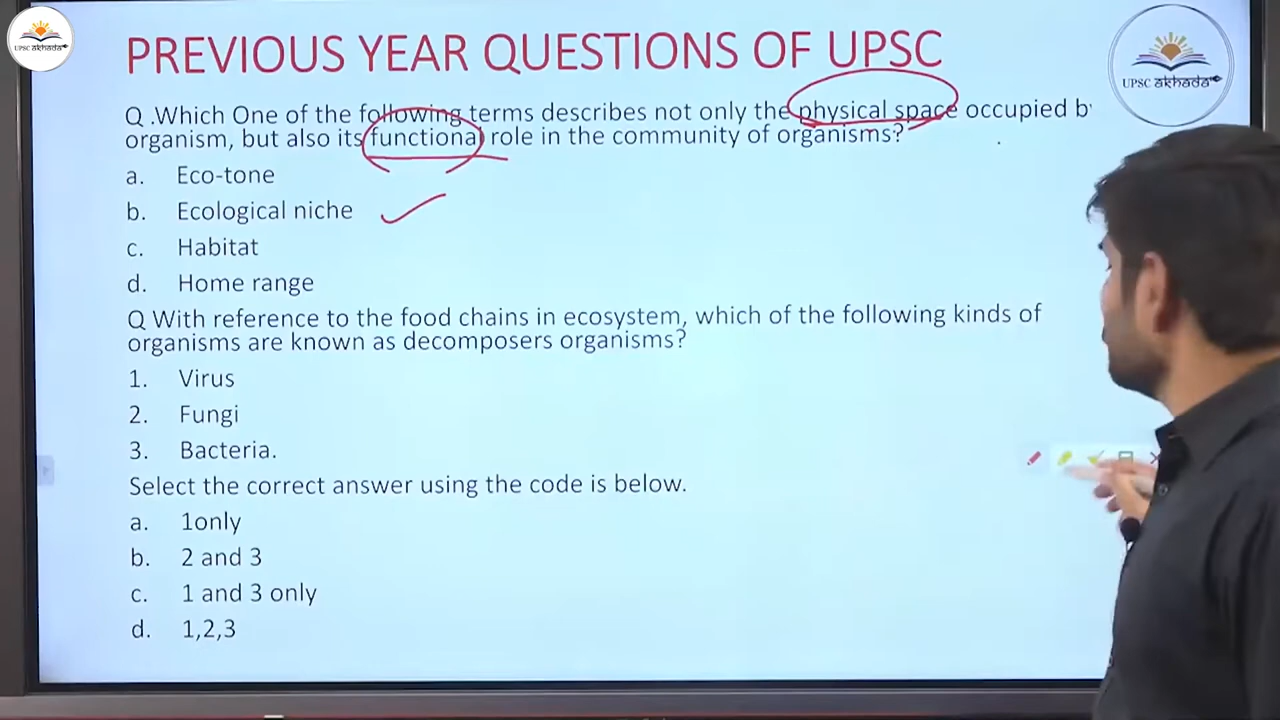 UPSC akhada
PREVIOUS YEAR QUESTIONS OF UPSC
UPSC akhada
Q .Which One of the following terms describes not only the physical space occupied b
organism, but also its functional role in the community of organisms?
a. Eco-tone
b. Ecological niche
c. Habitat
d. Home range
Q With reference to the food chains in ecosystem, which of the following kinds of
organisms are known as decomposers organisms?
1. Virus
2. Fungi
3. Bacteria.
Select the correct answer using the code is below.
a. 1only
b. 2 and 3
c. 1 and 3 only
d. 1,2,3